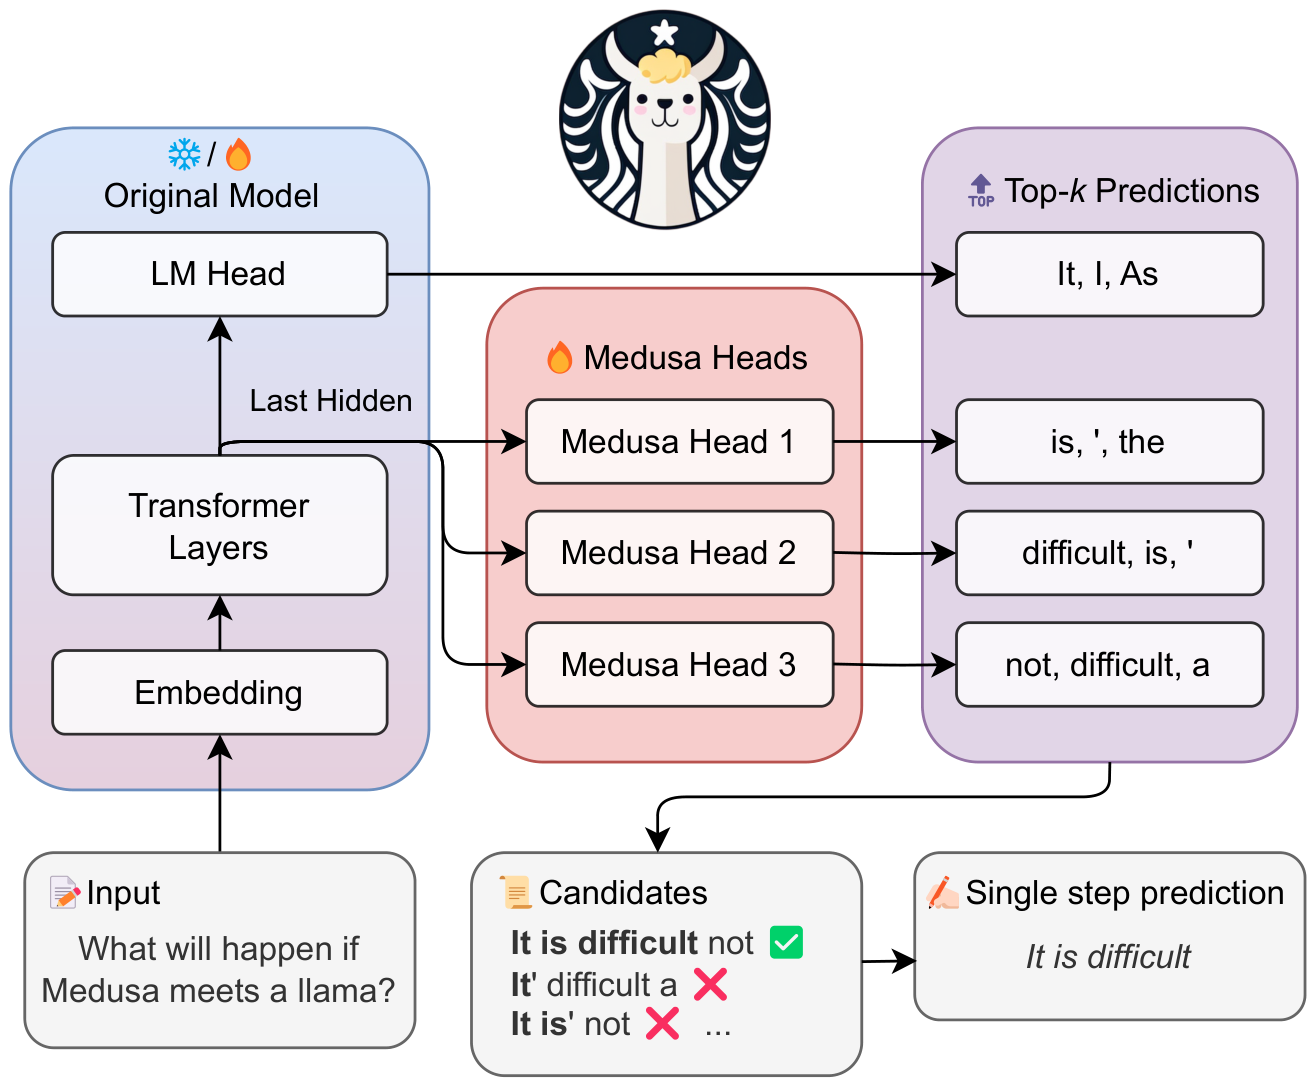 /
Original Model
LM Head
Last Hidden
Transformer
Layers
Embedding
Input
What will happen if
Medusa meets a llama?
Medusa Heads
Medusa Head 1
Medusa Head 2
Medusa Head 3
TOP
Top-k Predictions
It, I, As
is, ', the
difficult, is, '
not, difficult, a
Candidates
It is difficult not
It' difficult a
It is' not ...
Single step prediction
It is difficult